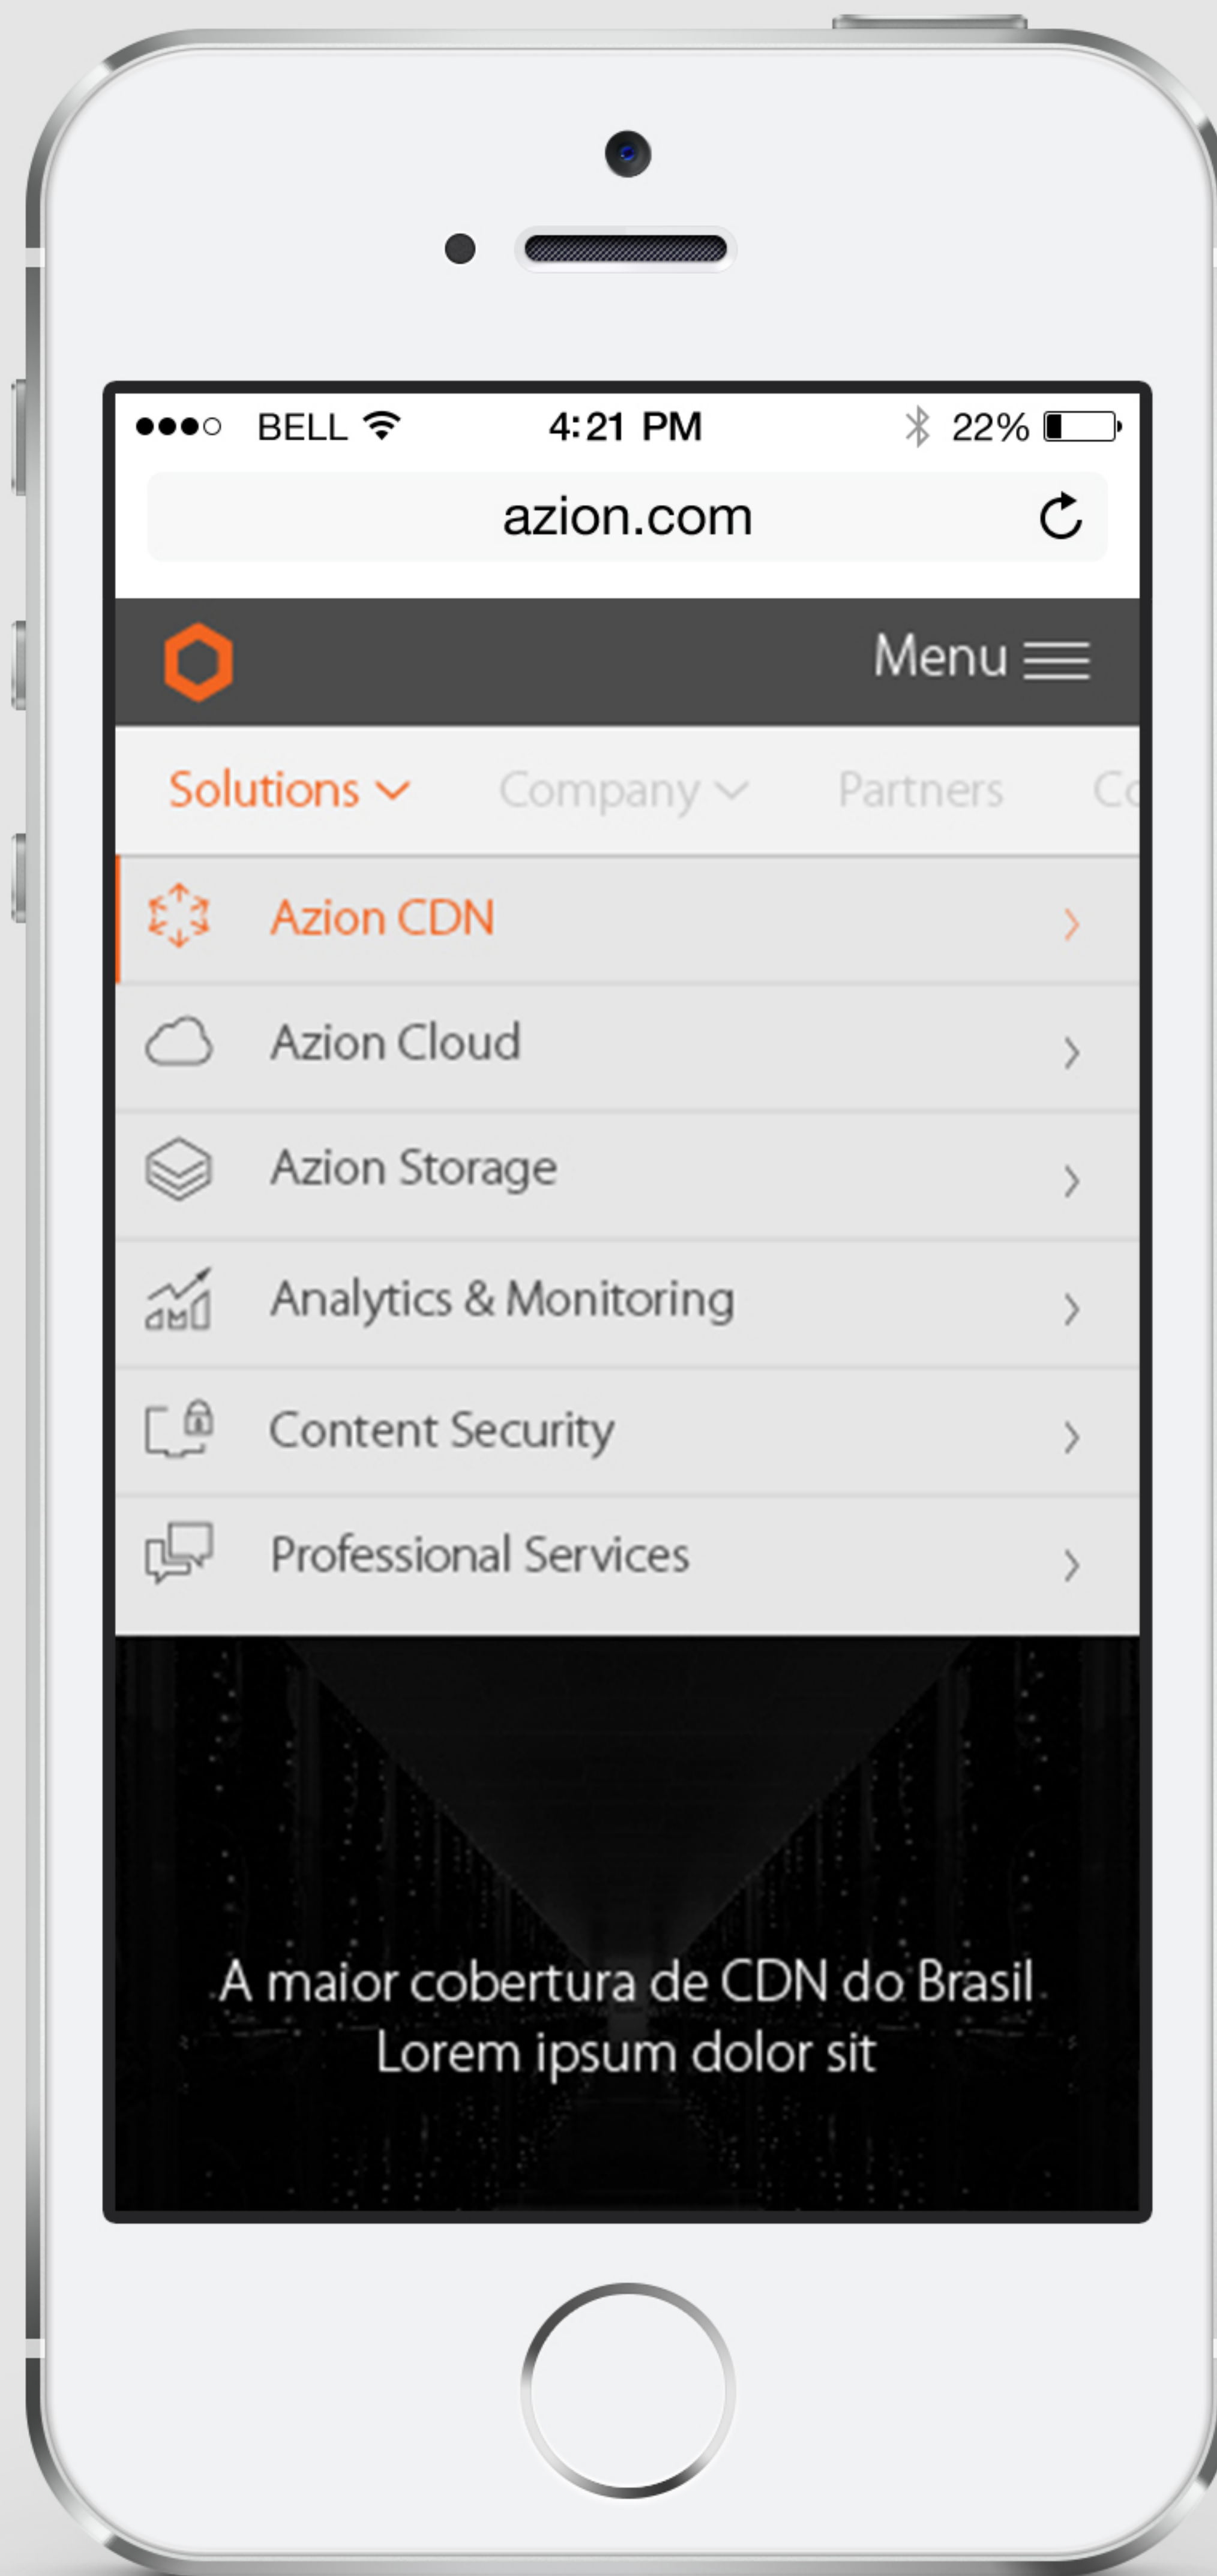 BELL 4:21 PM 22%
azion.com
Menu
Solutions Company Partners Co
Azion CDN
Azion Cloud
Azion Storage
Analytics & Monitoring
Content Security
Professional Services
A maior cobertura de CDN do Brasil
Lorem ipsum dolor sit